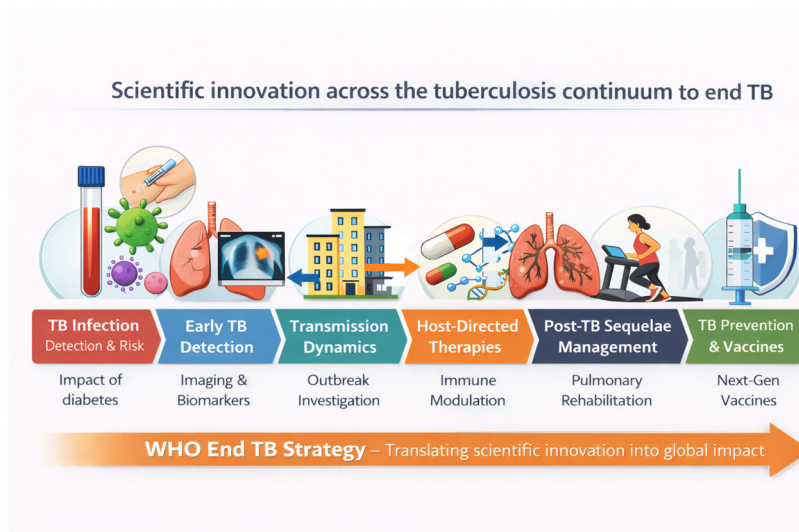 Scientific innovation across the tuberculosis continuum to end TB
TB Infection
Detection & Risk
Early TB
Detection
Transmission
Dynamics
Host-Directed
Therapies
Post-TB Sequelae
Management
TB Prevention
& Vaccines
Impact of
diabetes
Imaging &
Biomarkers
Outbreak
Investigation
Immune
Modulation
Pulmonary
Rehabilitation
Next-Gen
Vaccines
WHO End TB Strategy – Translating scientific innovation into global impact